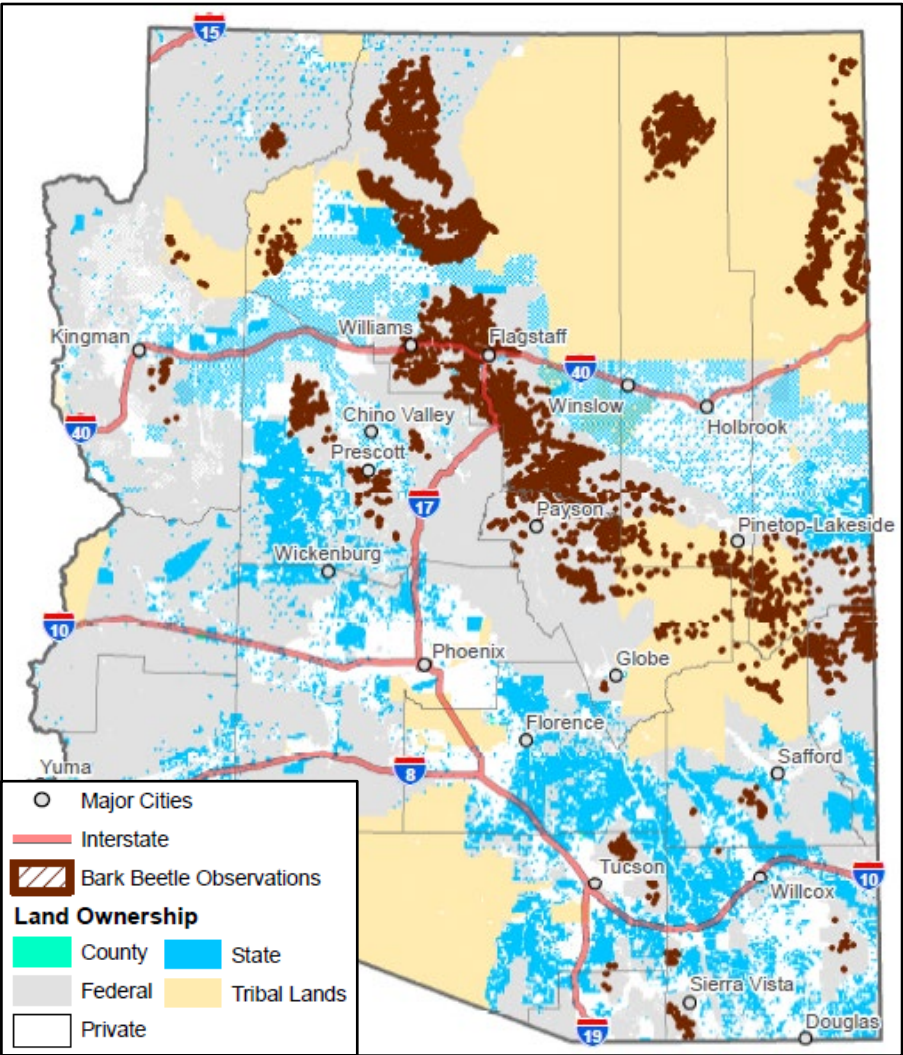 15
Williams
Flagstaff
Kingman
40
Winslow
Holbrook
Chino Valley
40
Prescott
17
Payson
Pinetop-Lakeside
Wickenburg
10
Phoenix
Globe
Florence
Yuma
8
Safford
Tucson
10
Willcox
Sierra Vista
Douglas
19
Major Cities
Interstate
Bark Beetle Observations
Land Ownership
County State
Federal Tribal Lands
Private